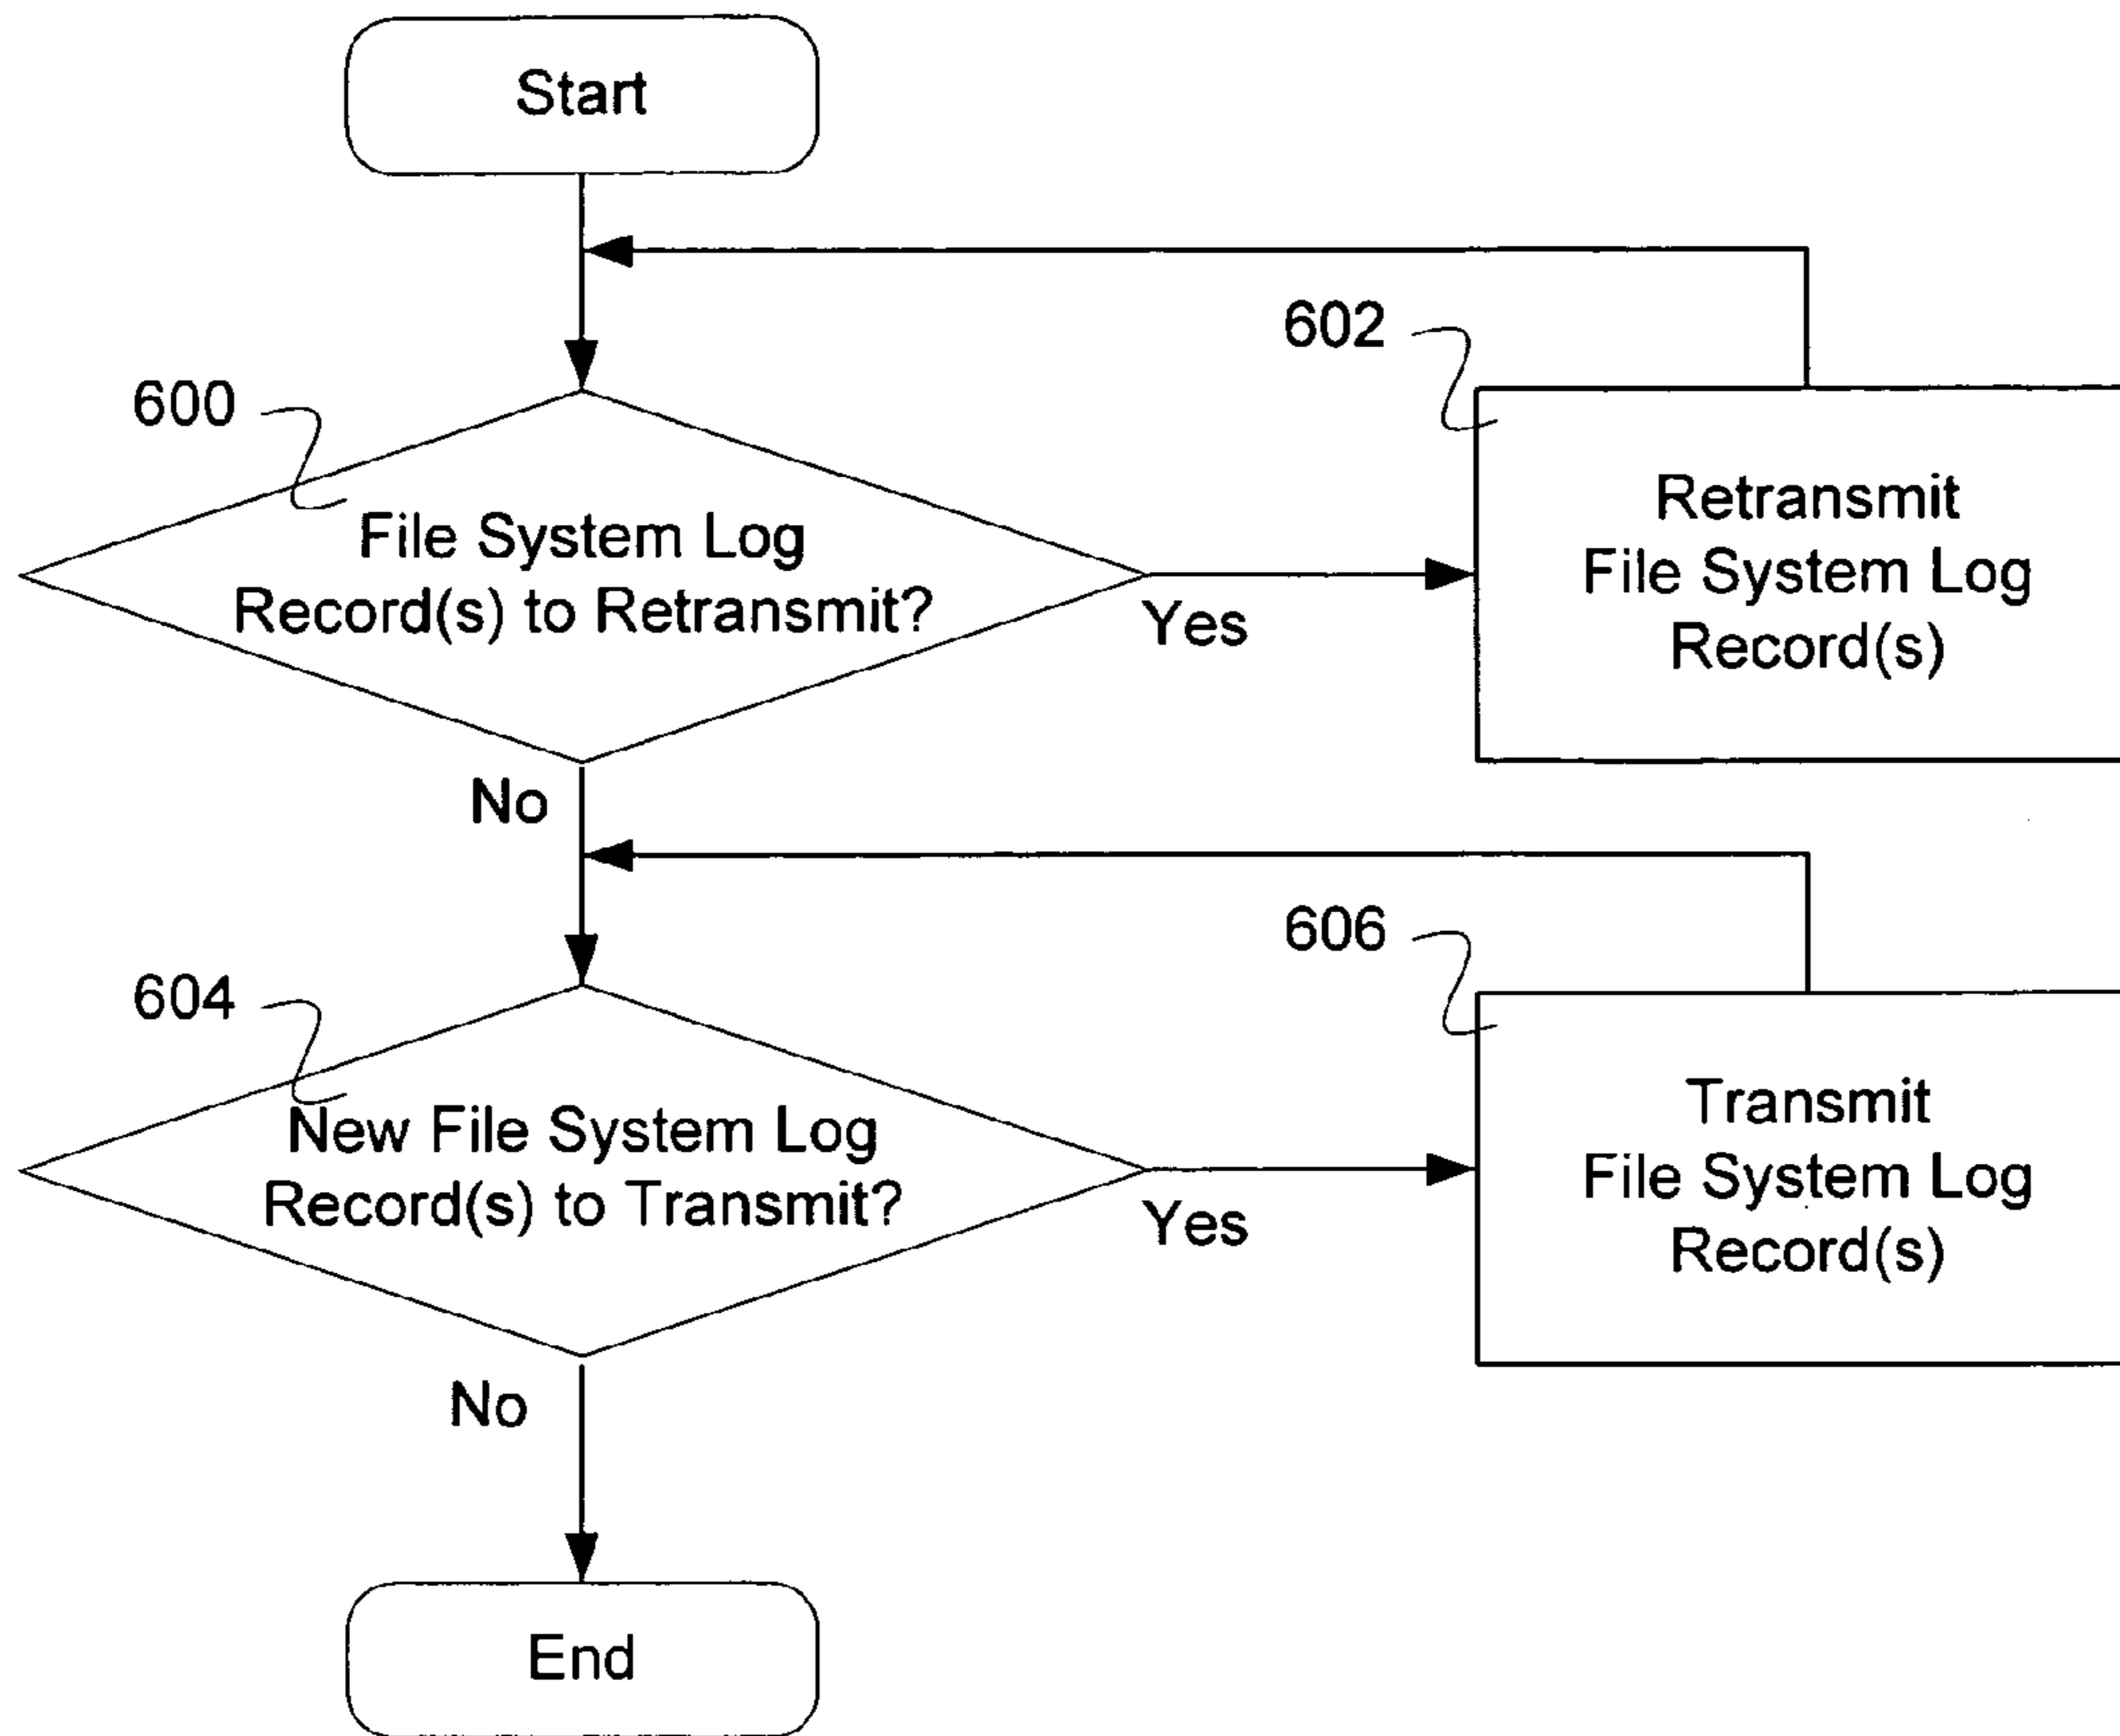 Start
602
600
File System Log
Record(s) to Retransmit?
Yes
Retransmit
File System Log
Record(s)
No
606
604
New File System Log
Record(s) to Transmit?
Yes
Transmit
File System Log
Record(s)
No
End